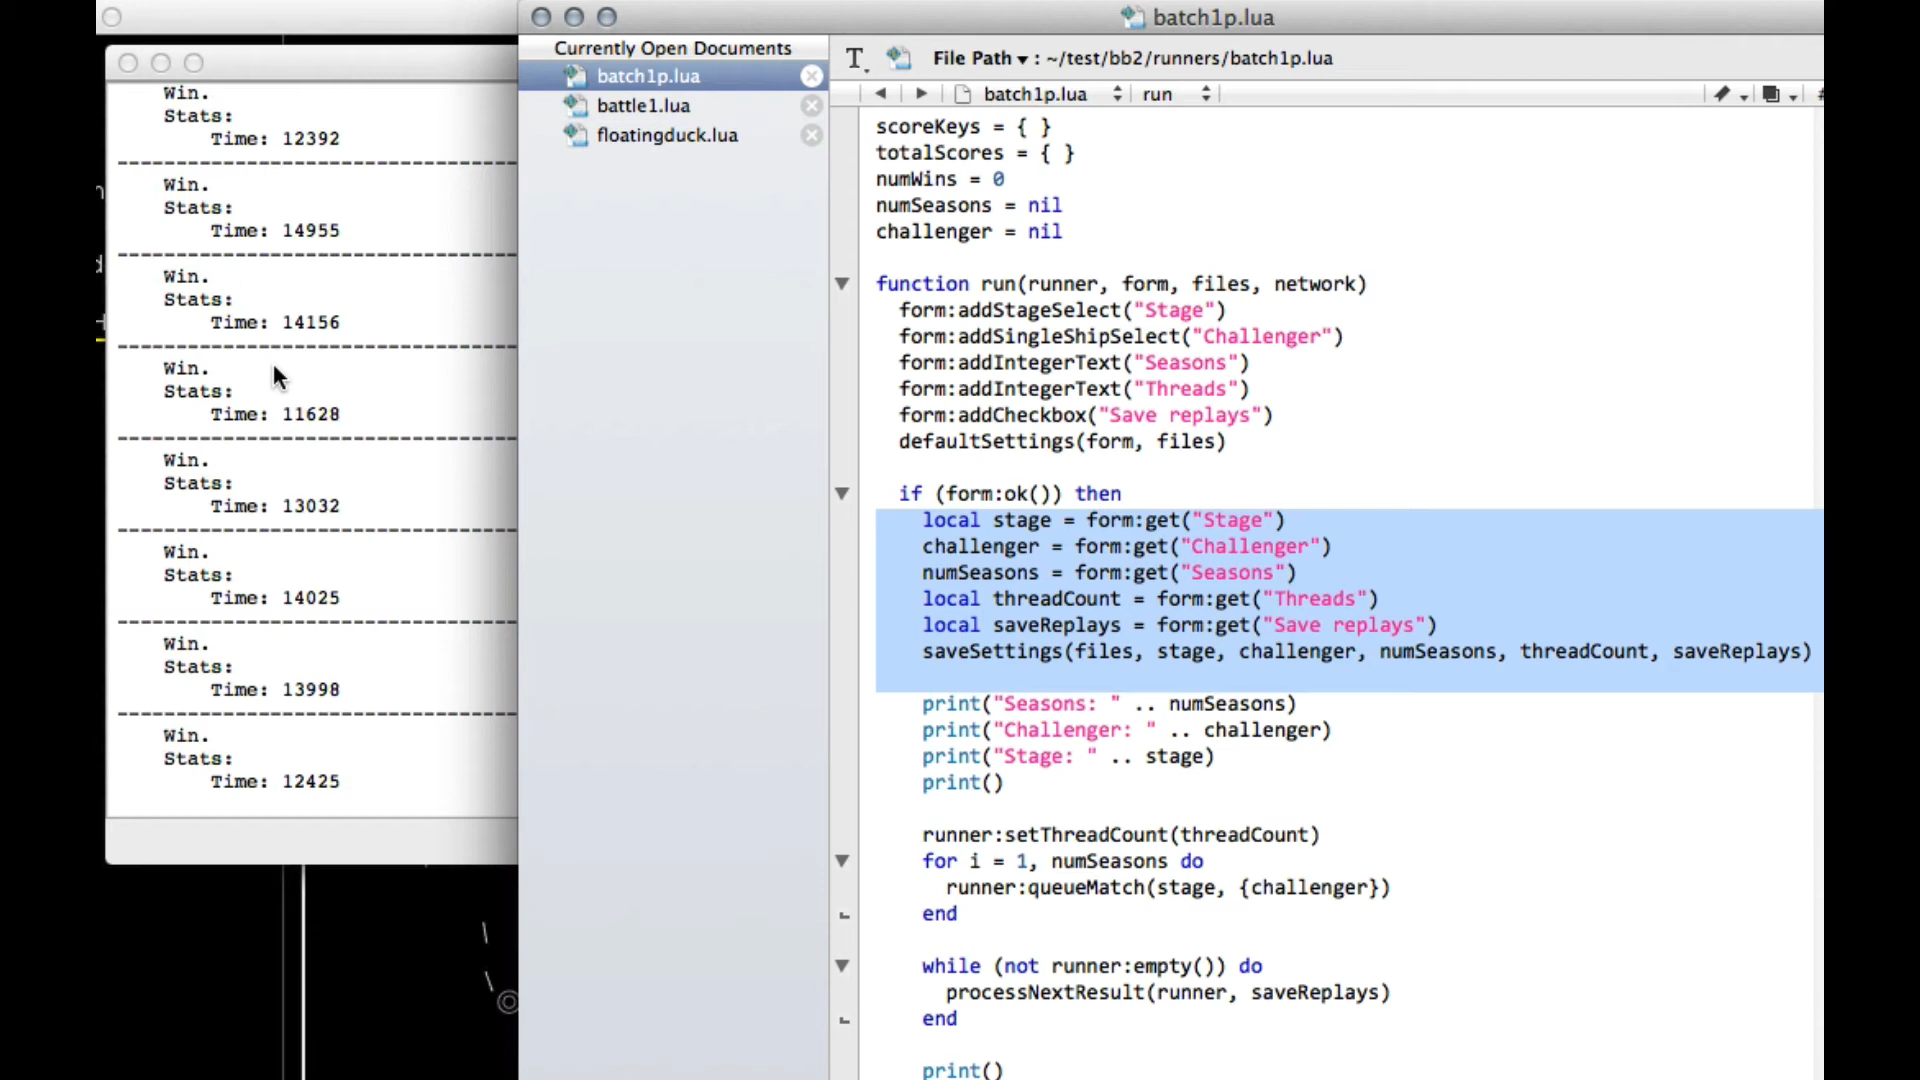 Win.
Stats:
Time: 12392
--------------------------------
Win.
Stats:
Time: 14955
--------------------------------
Win.
Stats:
Time: 14156
--------------------------------
Win.
Stats:
Time: 11628
--------------------------------
Win.
Stats:
Time: 13032
--------------------------------
Win.
Stats:
Time: 14025
--------------------------------
Win.
Stats:
Time: 13998
--------------------------------
Win.
Stats:
Time: 12425
batch1p.lua
Currently Open Documents
batch1p.lua
battle1.lua
floatingduck.lua
File Path ▾ : ~/test/bb2/runners/batch1p.lua
batch1p.lua run
scoreKeys = { }
totalScores = { }
numWins = 0
numSeasons = nil
challenger = nil
function run(runner, form, files, network)
form:addStageSelect("Stage")
form:addSingleShipSelect("Challenger")
form:addIntegerText("Seasons")
form:addIntegerText("Threads")
form:addCheckbox("Save replays")
defaultSettings(form, files)
if (form:ok()) then
local stage = form:get("Stage")
challenger = form:get("Challenger")
numSeasons = form:get("Seasons")
local threadCount = form:get("Threads")
local saveReplays = form:get("Save replays")
saveSettings(files, stage, challenger, numSeasons, threadCount, saveReplays)
print("Seasons: " .. numSeasons)
print("Challenger: " .. challenger)
print("Stage: " .. stage)
print()
runner:setThreadCount(threadCount)
for i = 1, numSeasons do
runner:queueMatch(stage, {challenger})
end
while (not runner:empty()) do
processNextResult(runner, saveReplays)
end
print()